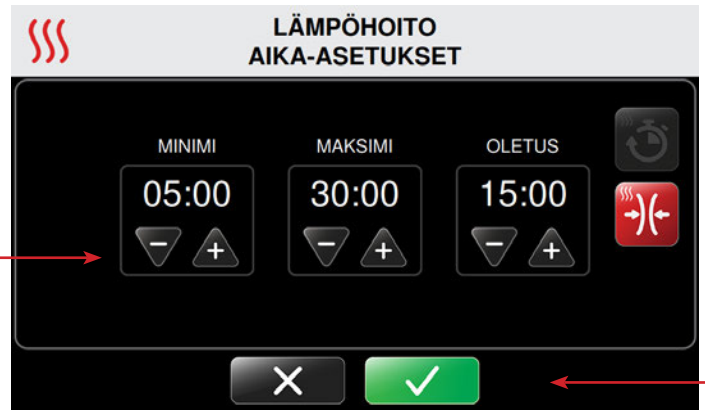 LÄMPÖHOITO
AIKA-ASETUKSET
MINIMI MAKSIMI OLETUS
05:00 30:00 15:00
− + − + − +